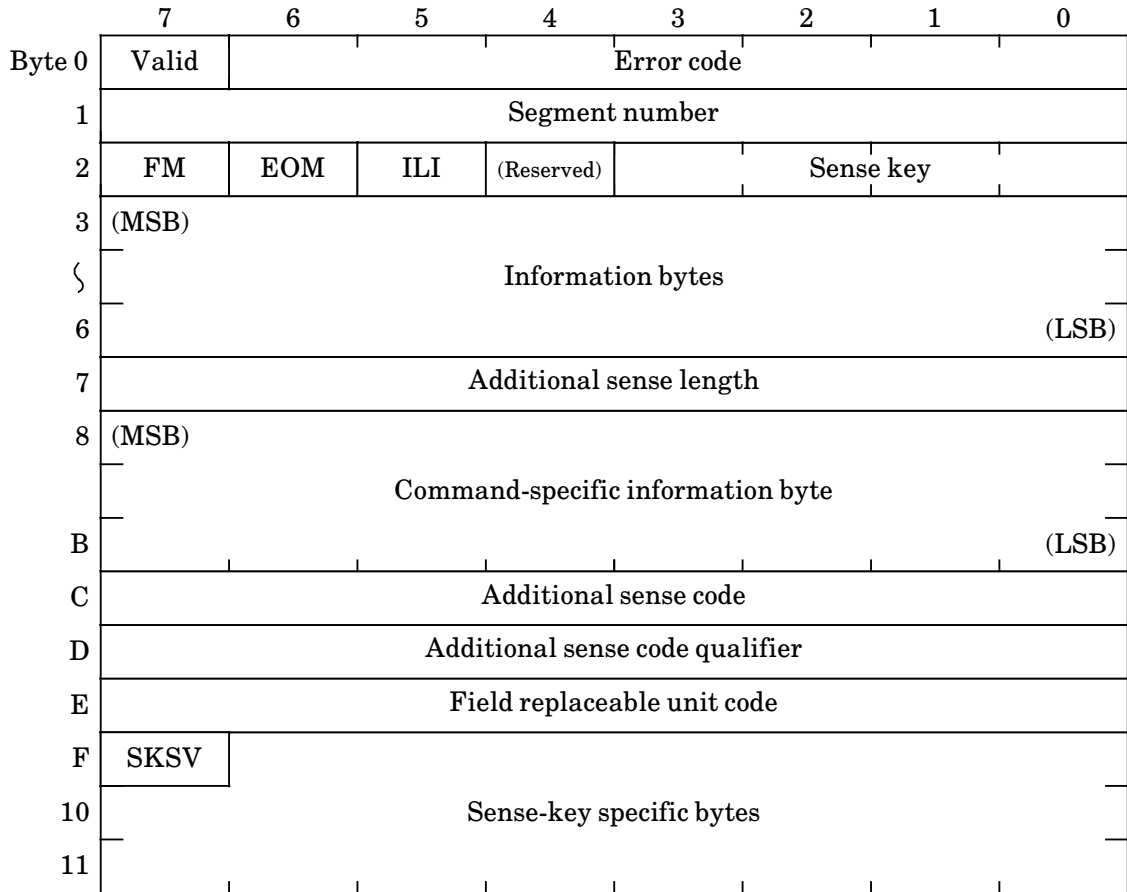 7 6 5 4 3 2 1 0
Byte 0 Valid Error code
1 Segment number
2 FM EOM ILI (Reserved) Sense key
3 (MSB)
Information bytes
6 (LSB)
7 Additional sense length
8 (MSB)
Command-specific information byte
B (LSB)
C Additional sense code
D Additional sense code qualifier
E Field replaceable unit code
F SKSV
10 Sense-key specific bytes
11